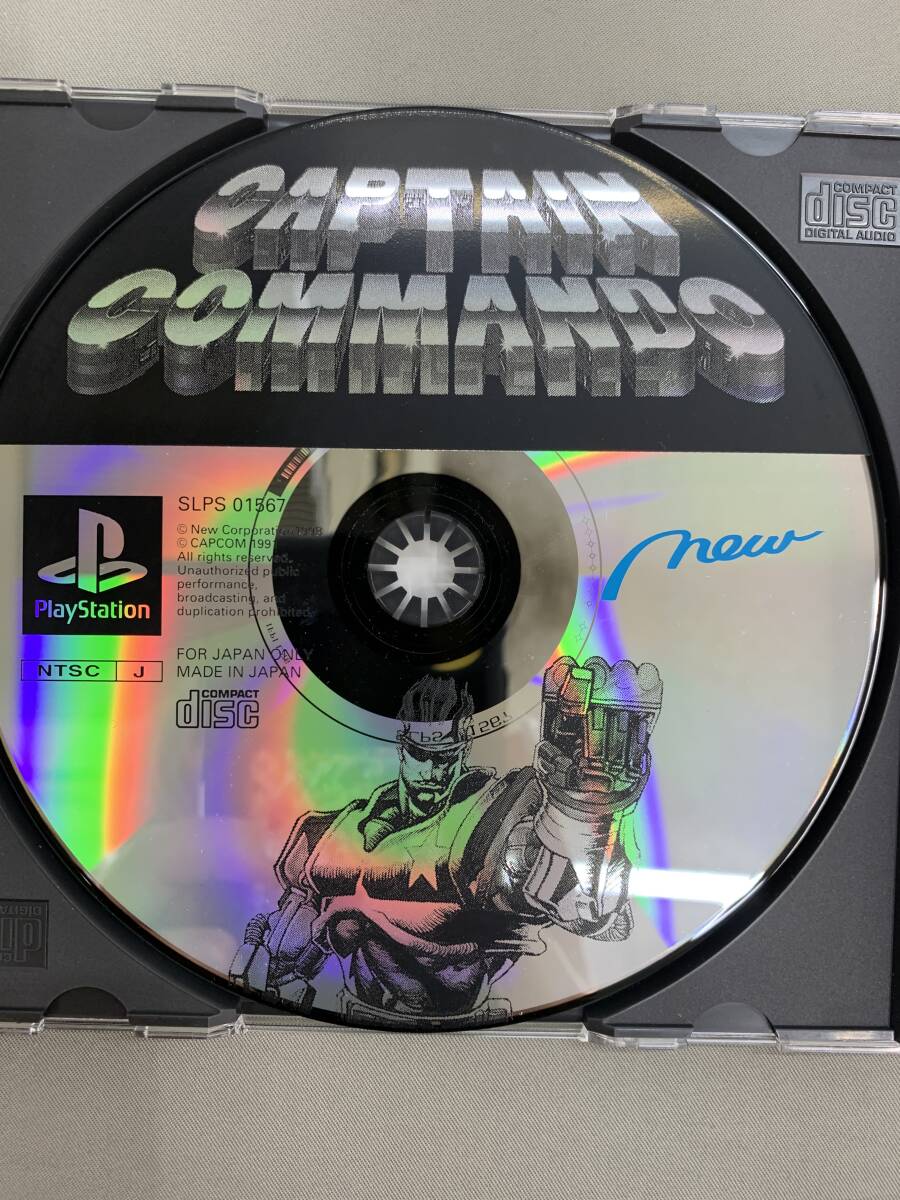 CAPTAIN
COMMANDO
COMPACT
disc
DIGITAL AUDIO
PlayStation
NTSC J
SLPS 01567
© New Corporation 1998
© CAPCOM 1991
All rights reserved.
Unauthorized public
performance,
broadcasting, and
duplication prohibited.
FOR JAPAN ONLY
MADE IN JAPAN
COMPACT
disc
new